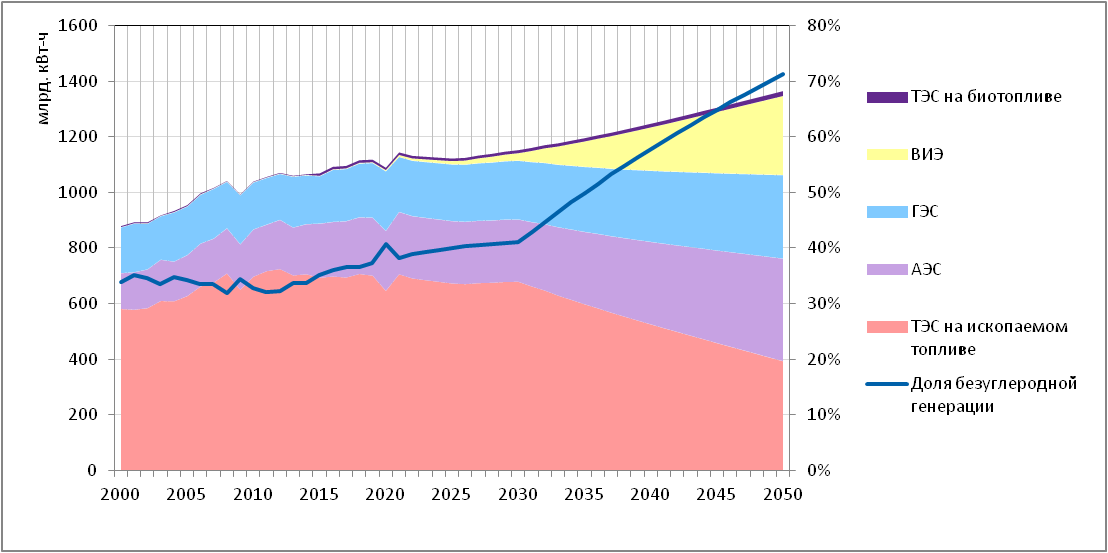 млрд. кВт-ч
1600
1400
1200
1000
800
600
400
200
0
80%
70%
60%
50%
40%
30%
20%
10%
0%
2000 2005 2010 2015 2020 2025 2030 2035 2040 2045 2050
ТЭС на биотопливе
ВИЭ
ГЭС
АЭС
ТЭС на ископаемом
топливе
Доля безуглеродной
генерации